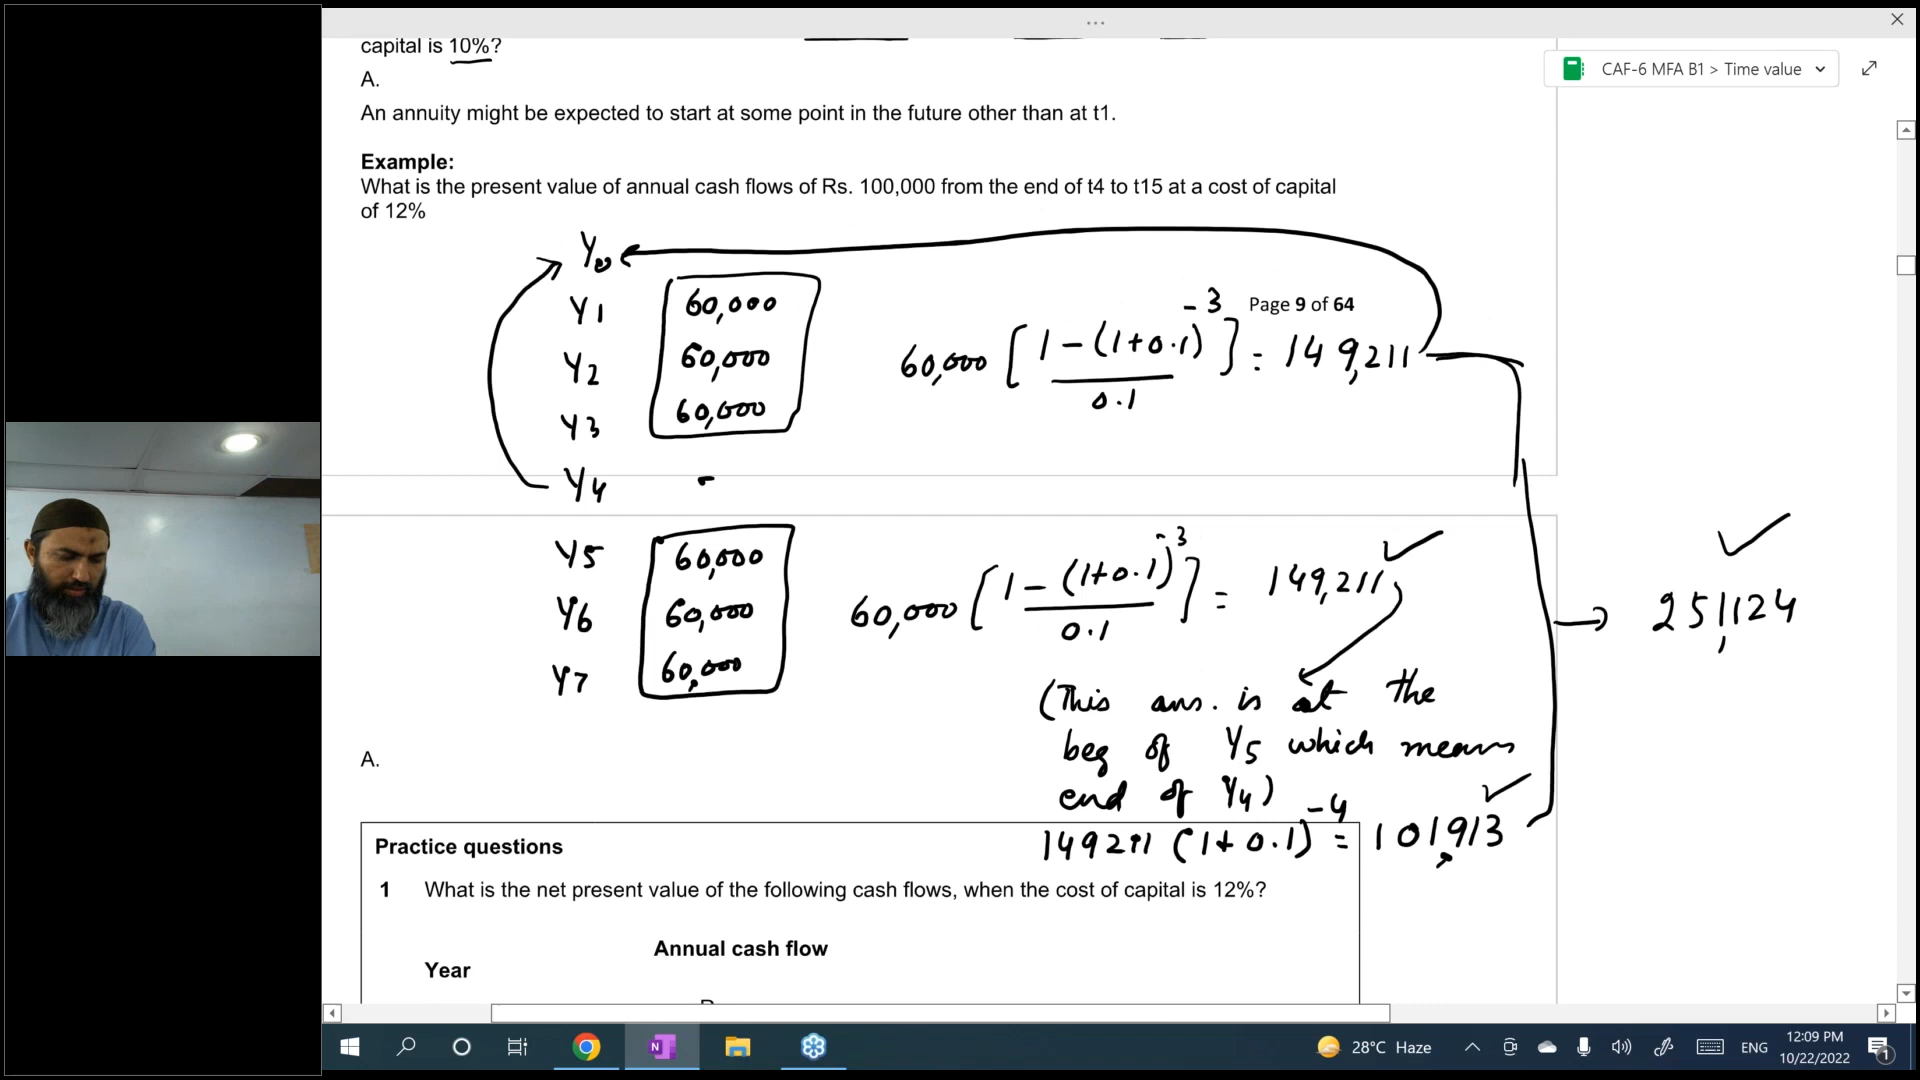 capital is 10%?
CAF-6 MFA B1 > Time value
A.
An annuity might be expected to start at some point in the future other than at t1.
Example:
What is the present value of annual cash flows of Rs. 100,000 from the end of t4 to t15 at a cost of capital
of 12%
Y0
Y1 60,000
Y2 60,000
Y3 60,000
60,000 [1-(1+0.1)^-3 / 0.1] = 149,211
Page 9 of 64
Y4 -
Y5 60,000
Y6 60,000
Y7 60,000
60,000 [1-(1+0.1)^-3 / 0.1] = 149,211
251,124
(This ans. is at the
beg of Y5 which means
end of Y4)
149211 (1+0.1)^-4 = 101,913
A.
Practice questions
1 What is the net present value of the following cash flows, when the cost of capital is 12%?
Annual cash flow
Year
28°C Haze
ENG
12:09 PM
10/22/2022
1